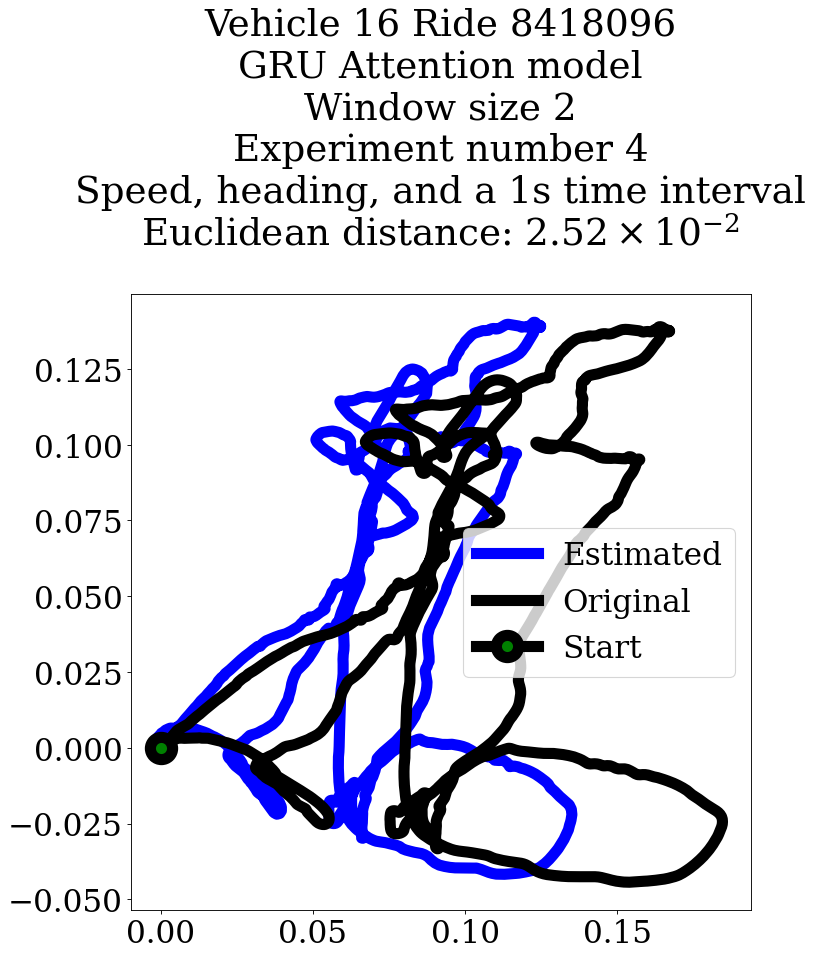 Vehicle 16 Ride 8418096
GRU Attention model
Window size 2
Experiment number 4
Speed, heading, and a 1s time interval
Euclidean distance: 2.52 × 10⁻²
0.125
0.100
0.075
0.050
0.025
0.000
−0.025
−0.050
Estimated
Original
Start
0.00 0.05 0.10 0.15